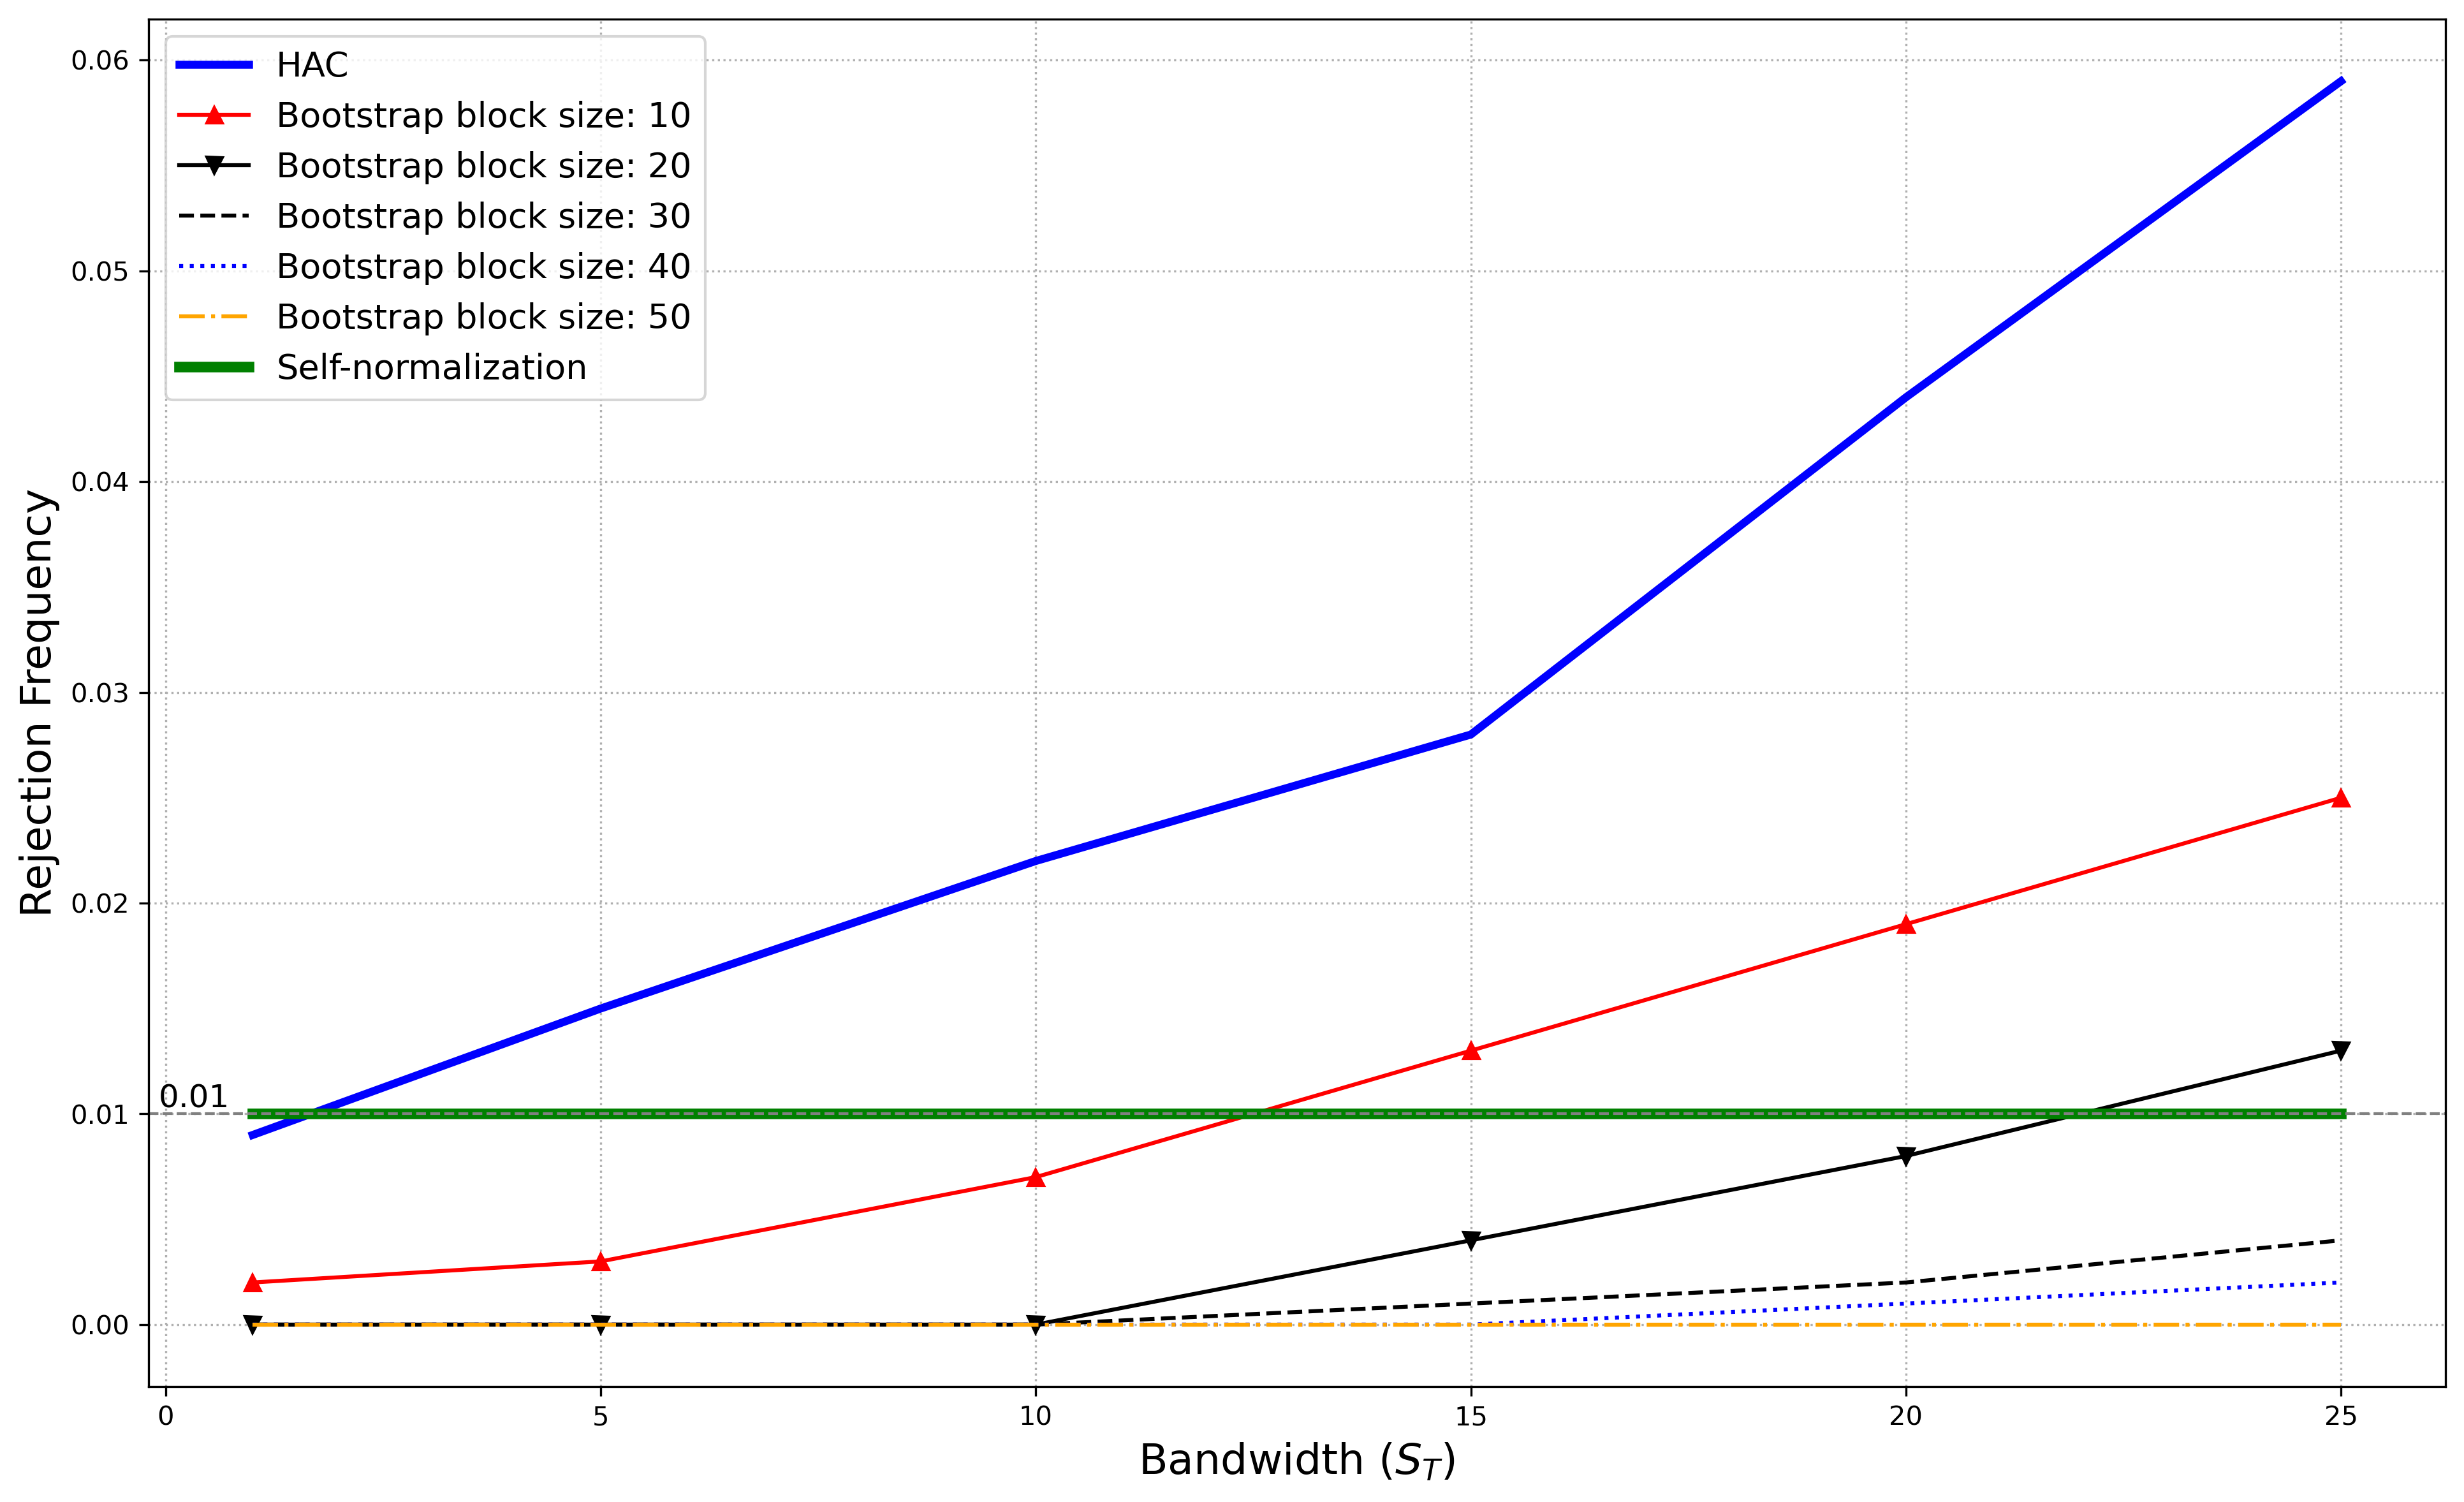 HAC
Bootstrap block size: 10
Bootstrap block size: 20
Bootstrap block size: 30
Bootstrap block size: 40
Bootstrap block size: 50
Self-normalization
Rejection Frequency
0.06
0.05
0.04
0.03
0.02
0.01
0.00
0.01
0 5 10 15 20 25
Bandwidth (S_T)